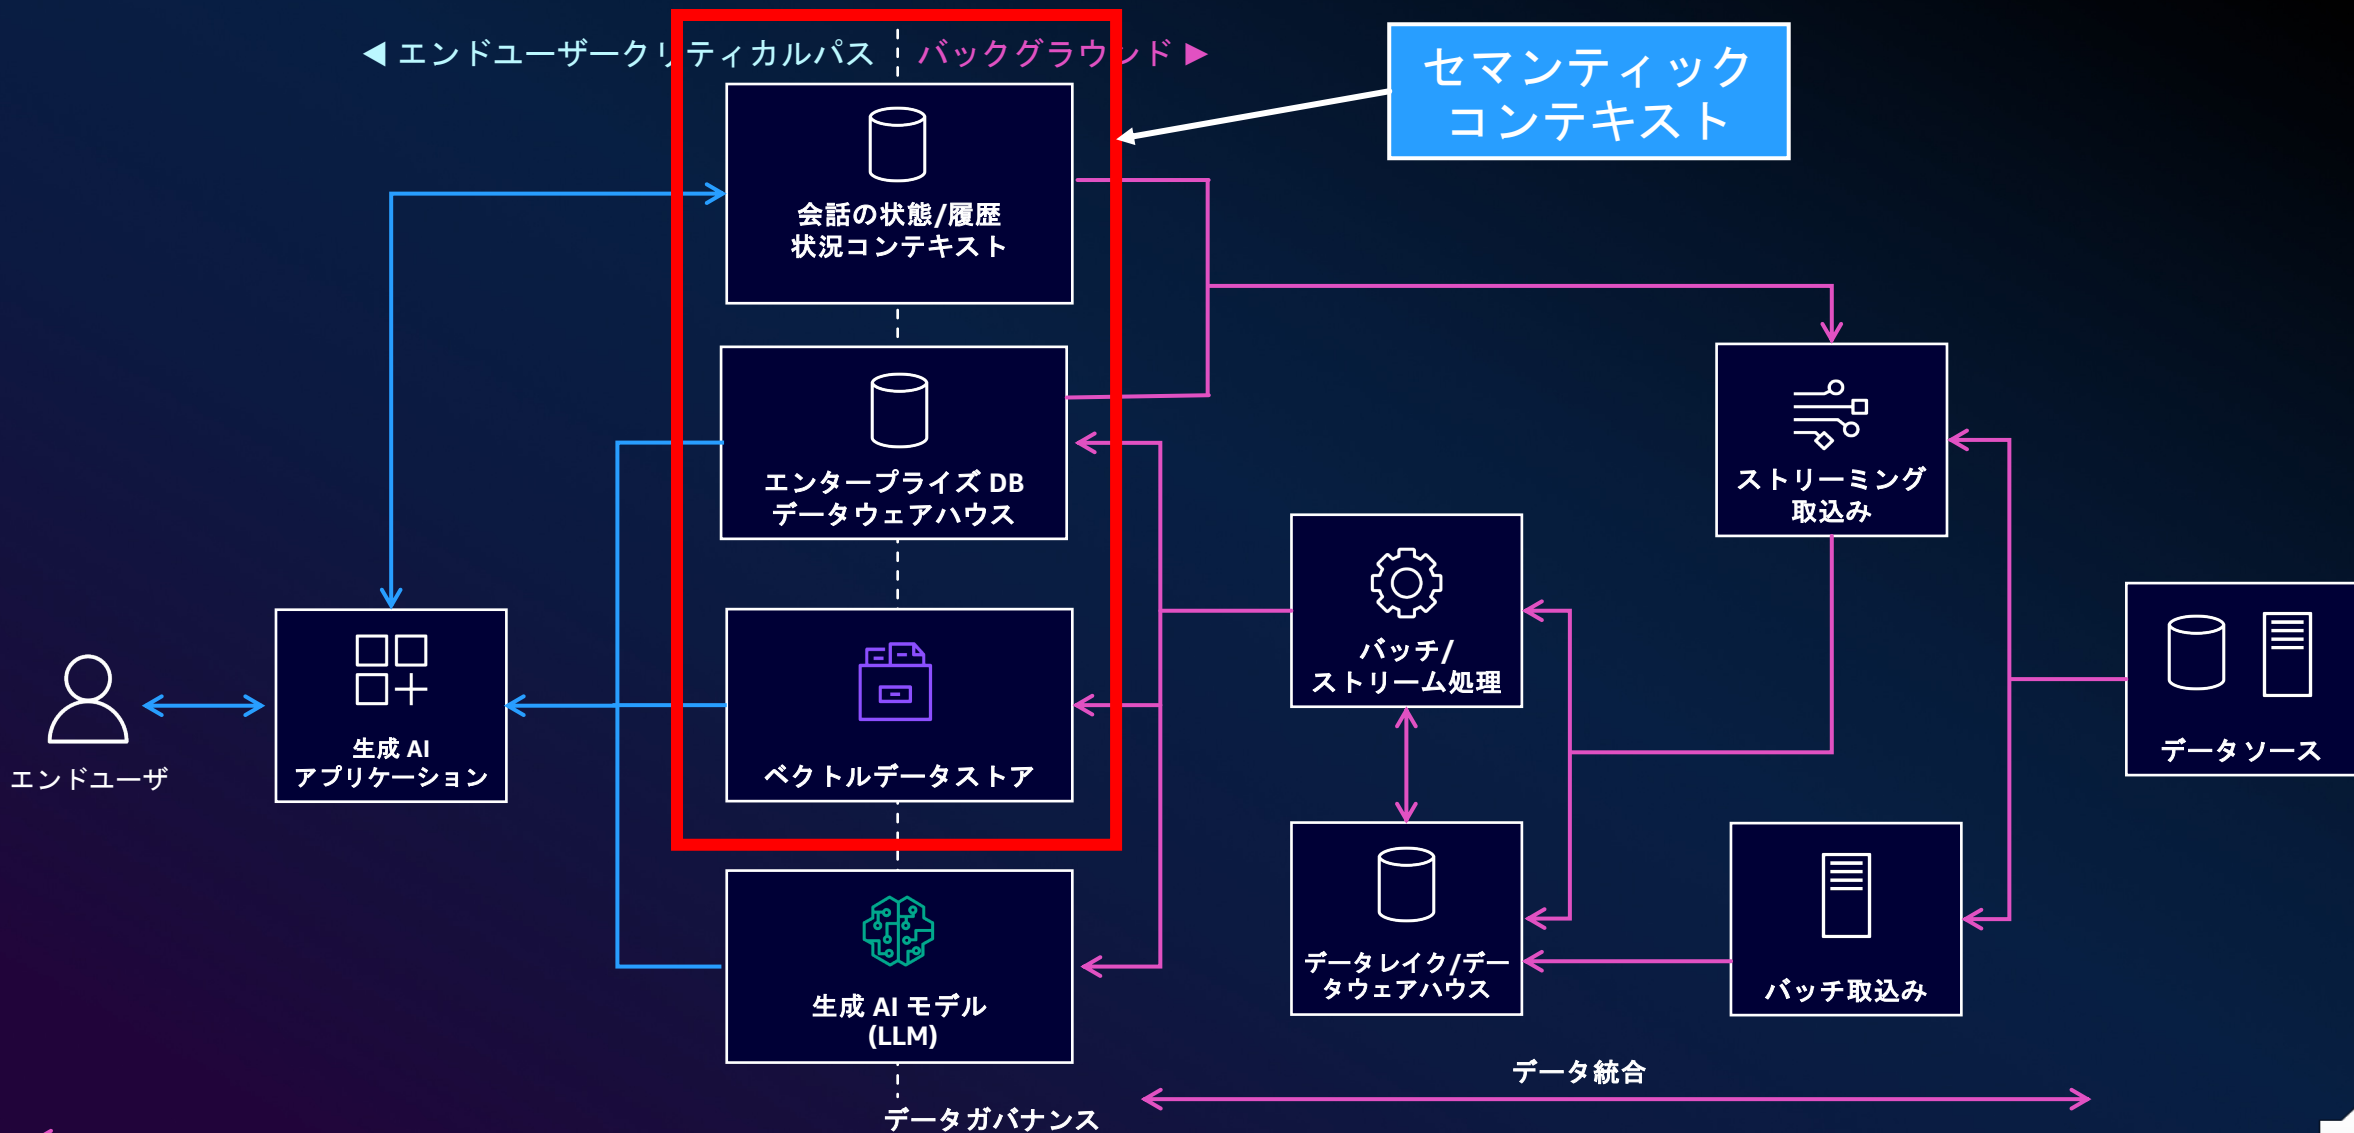 ◀ エンドユーザークリティカルパス
バックグラウンド ▶
セマンティック
コンテキスト
会話の状態/履歴
状況コンテキスト
エンタープライズ DB
データウェアハウス
ストリーミング
取込み
バッチ/
ストリーム処理
生成 AI
アプリケーション
エンドユーザ
ベクトルデータストア
データソース
データレイク/デー
タウェアハウス
バッチ取込み
生成 AI モデル
(LLM)
データ統合
データガバナンス